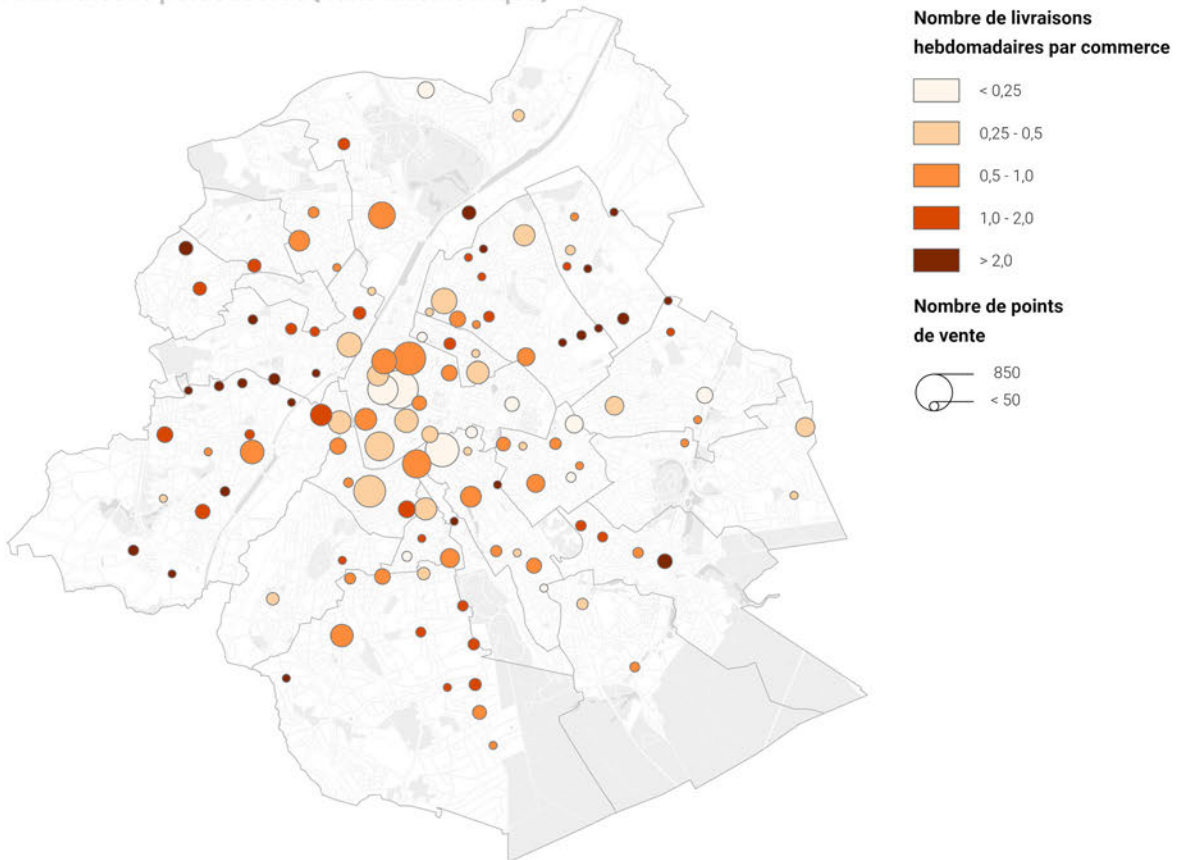 Nombre de livraisons
hebdomadaires par commerce
< 0,25
0,25 - 0,5
0,5 - 1,0
1,0 - 2,0
> 2,0
Nombre de points
de vente
850
< 50